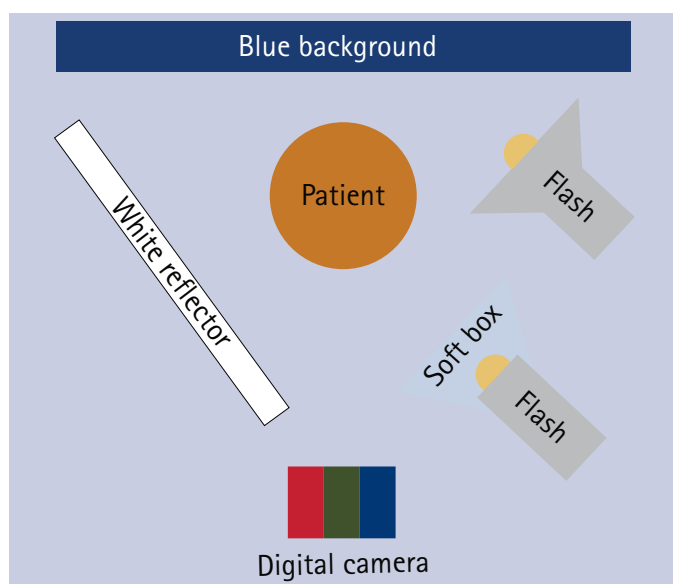 Blue background
Patient
Flash
White reflector
Soft box
Flash
Digital camera